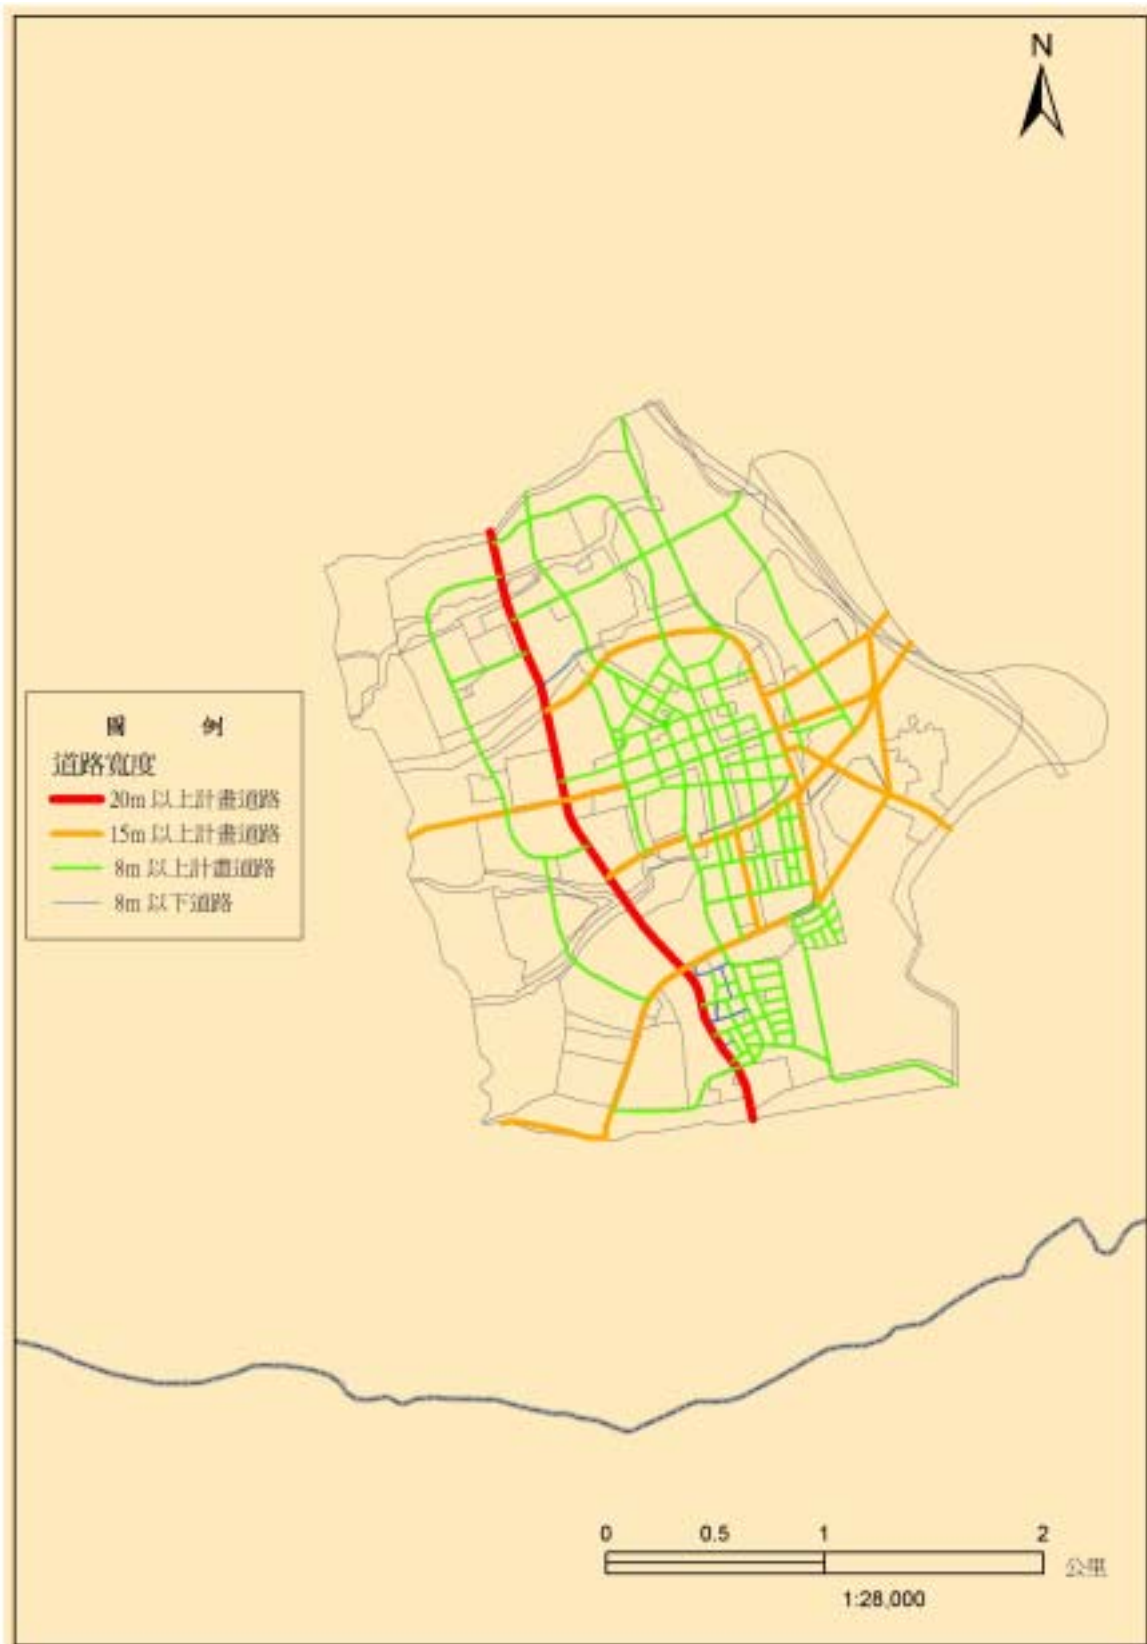 N
圖 例
道路寬度
20m 以上計畫道路
15m 以上計畫道路
8m 以上計畫道路
8m 以下道路
0 0.5 1 2
公里
1:28,000